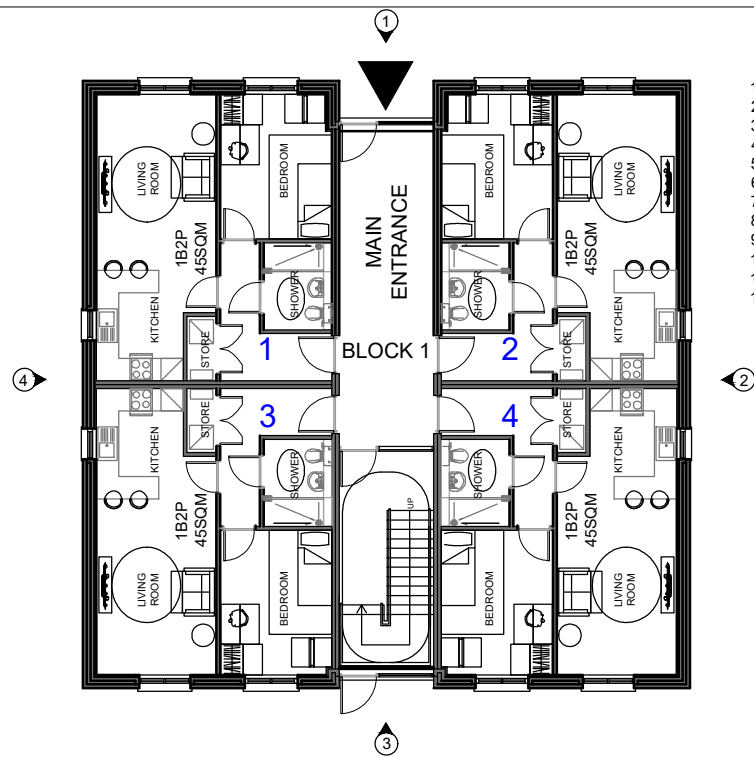 1
LIVING
ROOM
BEDROOM
MAIN
ENTRANCE
BEDROOM
LIVING
ROOM
1B2P
45SQM
1B2P
45SQM
SHOWER
SHOWER
KITCHEN
STORE
1
BLOCK 1
2
STORE
KITCHEN
4
2
KITCHEN
STORE
3
4
STORE
KITCHEN
SHOWER
SHOWER
1B2P
45SQM
UP
1B2P
45SQM
LIVING
ROOM
BEDROOM
BEDROOM
LIVING
ROOM
3